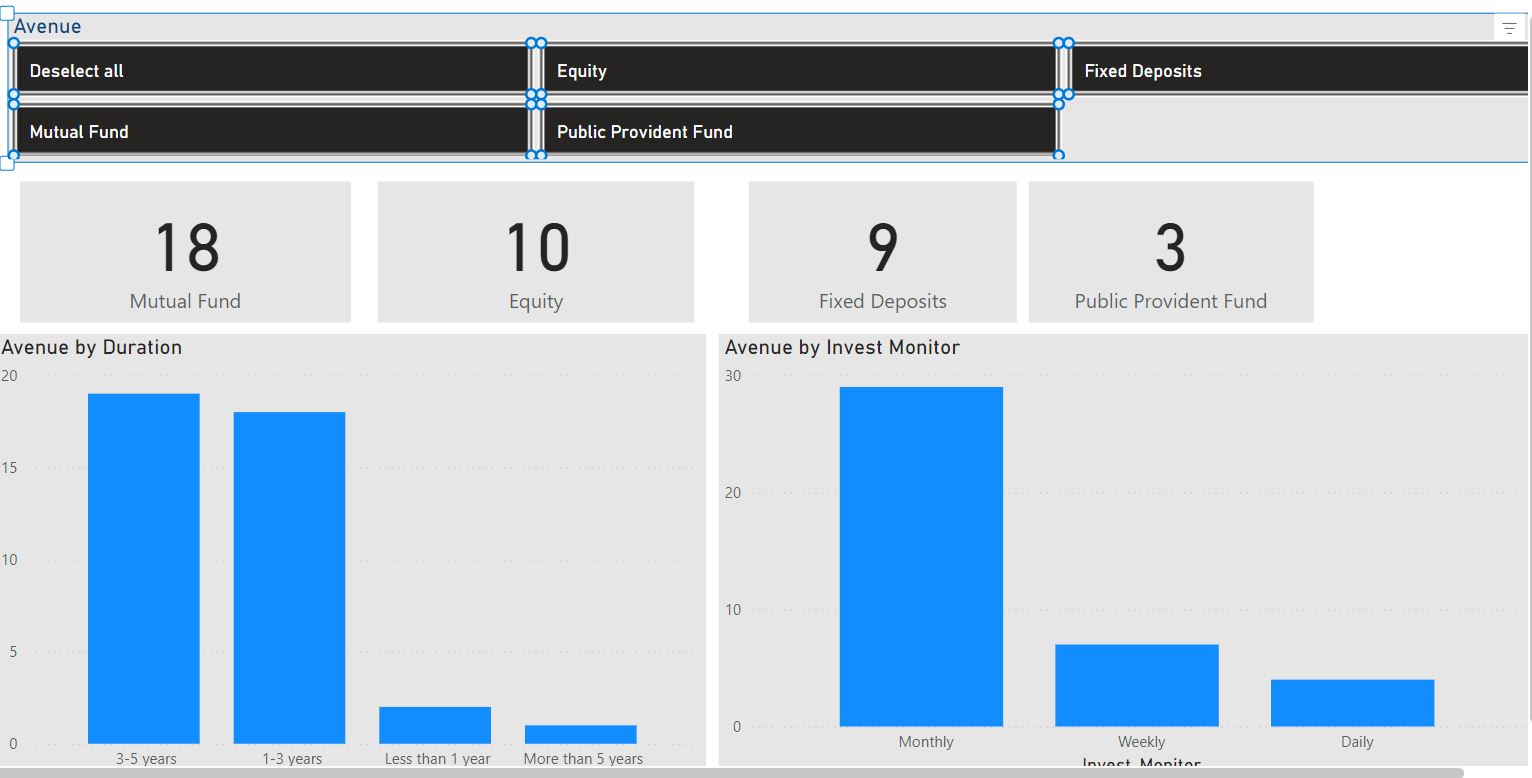 Avenue
Deselect all Equity Fixed Deposits
Mutual Fund Public Provident Fund
18 10 9 3
Mutual Fund Equity Fixed Deposits Public Provident Fund
Avenue by Duration
20
15
10
5
0
3-5 years 1-3 years Less than 1 year More than 5 years
Avenue by Invest Monitor
30
20
10
0
Monthly Weekly Daily
Invest_Monitor